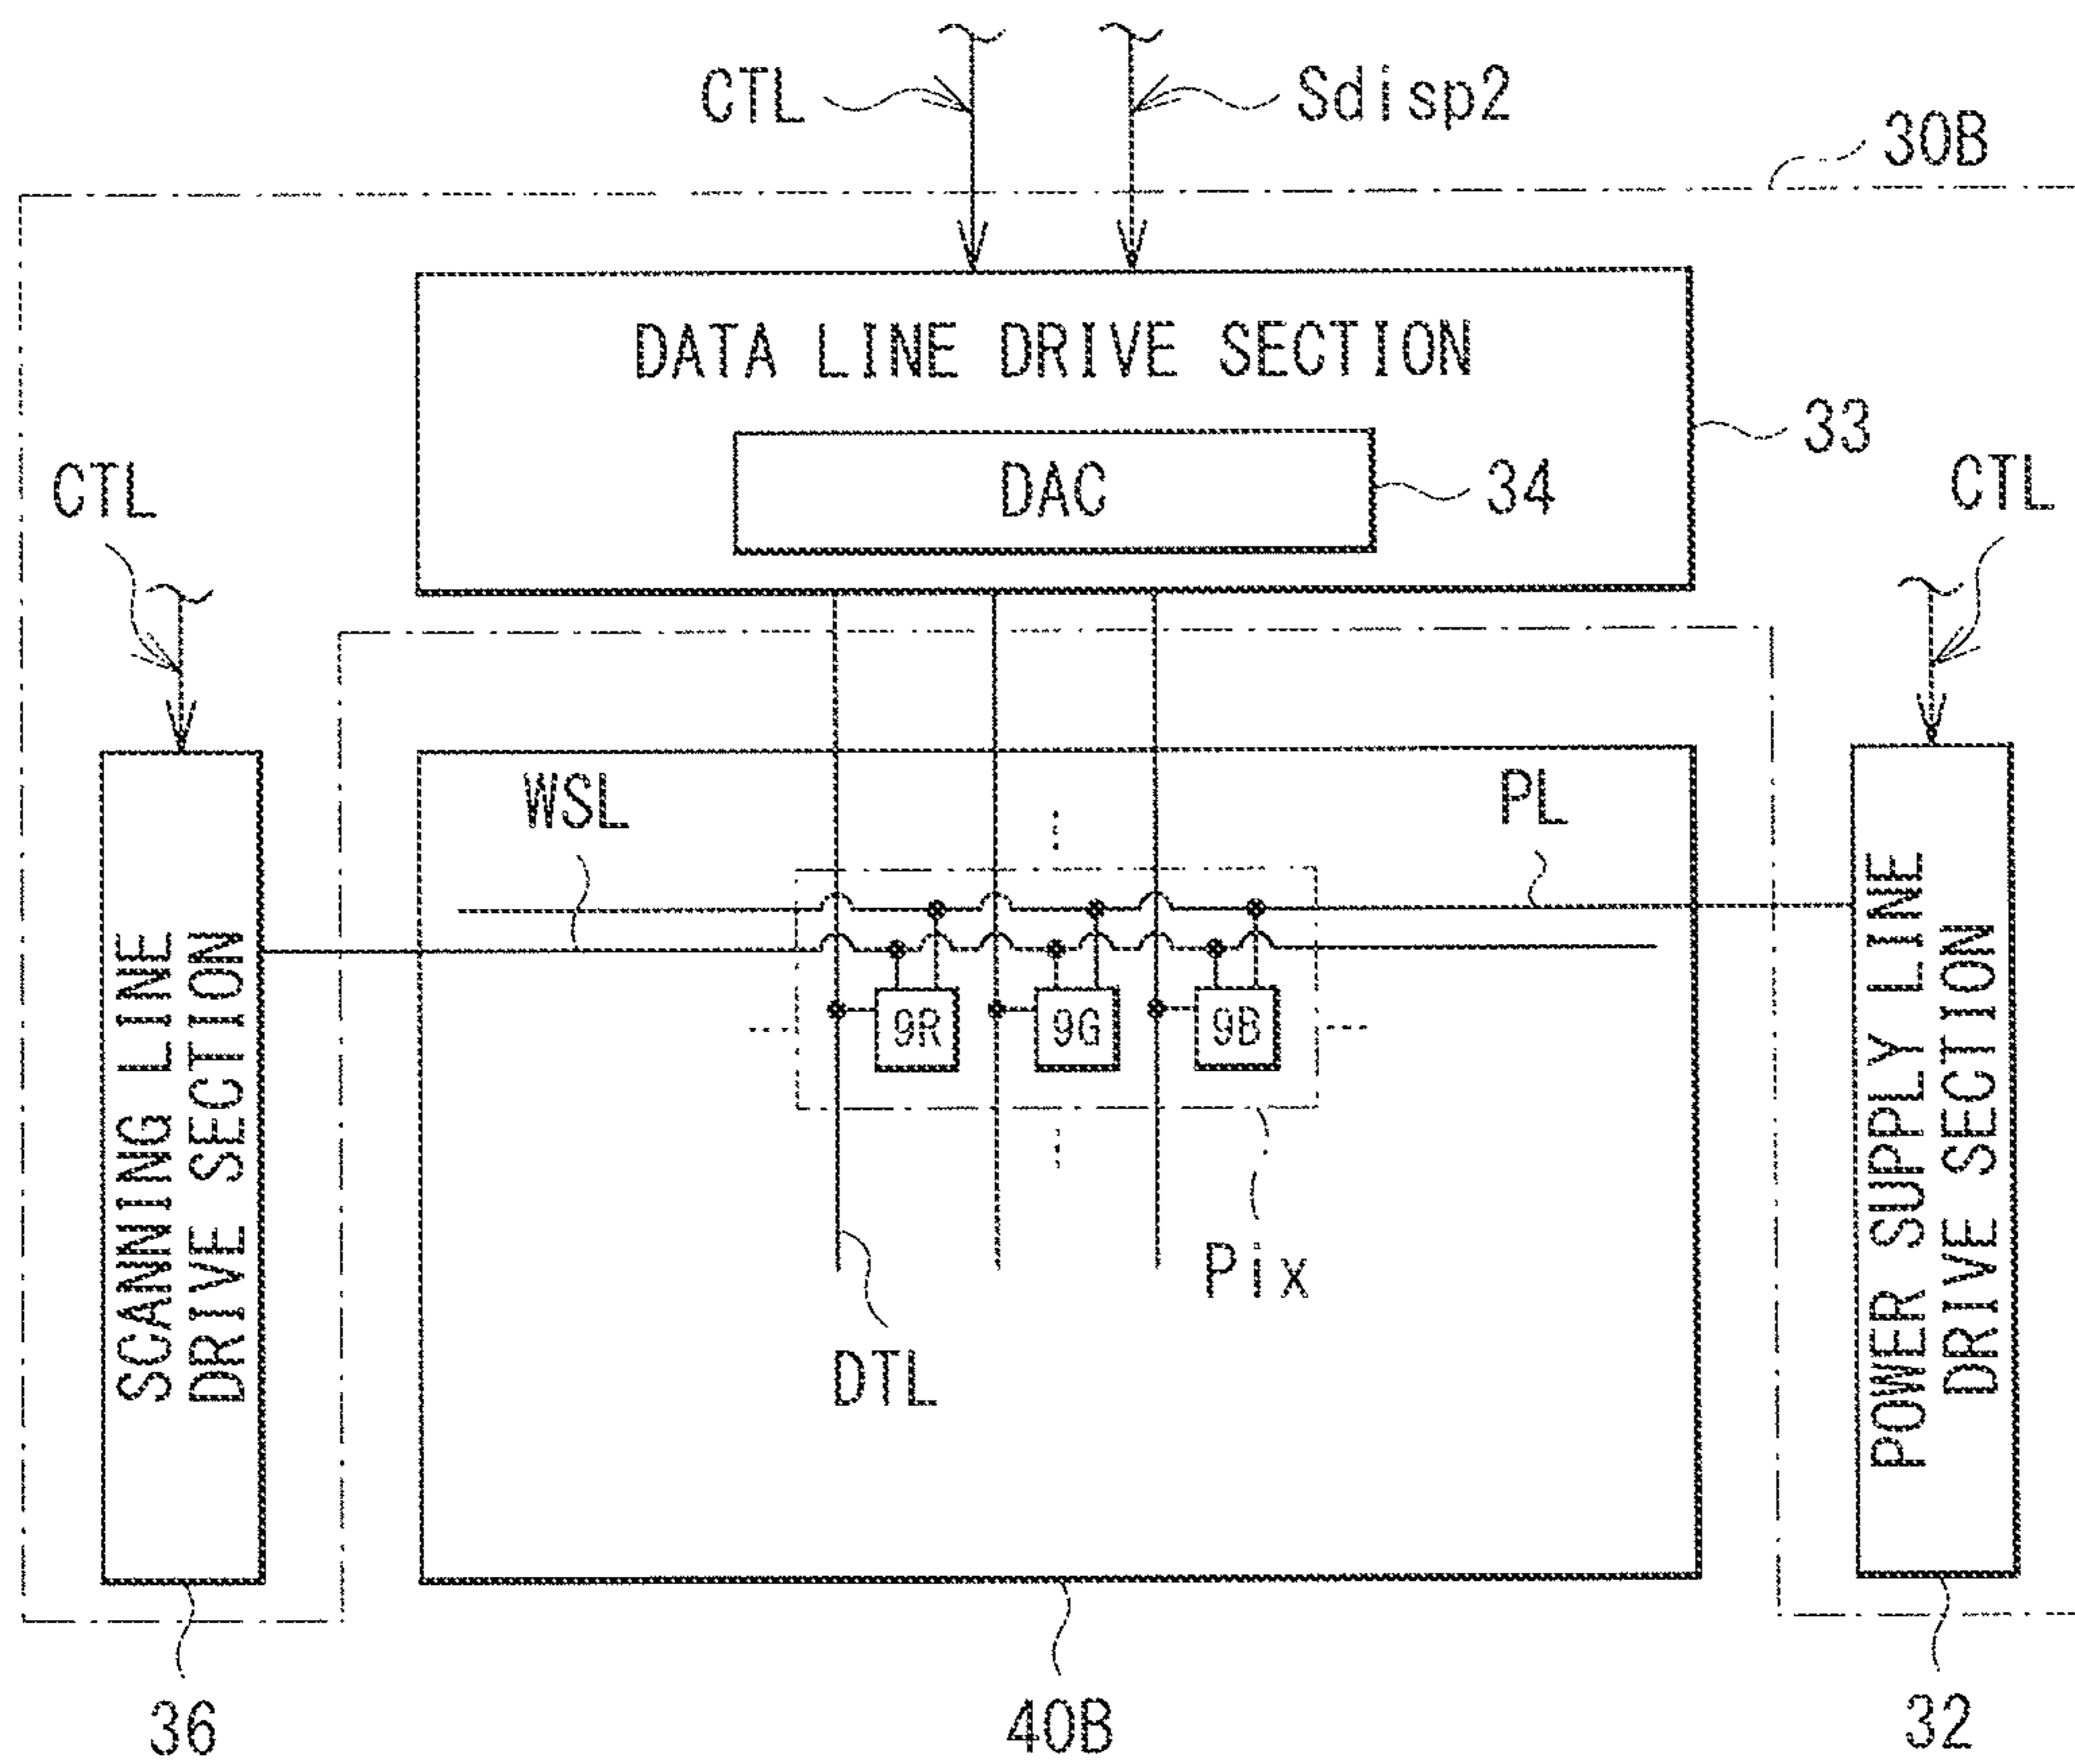 CTL
Sdisp2
30B
DATA LINE DRIVE SECTION
33
DAC
34
CTL
CTL
WSL
PL
9R
9G
9B
SCANNING LINE
DRIVE SECTION
POWER SUPPLY LINE
DRIVE SECTION
Pix
DTL
36
40B
32